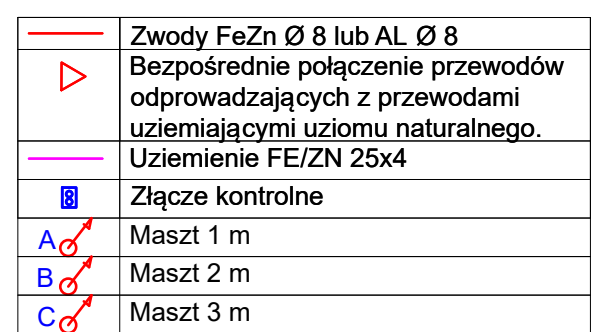 Zwody FeZn Ø 8 lub AL Ø 8
Bezpośrednie połączenie przewodów
odprowadzających z przewodami
uziemiającymi uziomu naturalnego.
Uziemienie FE/ZN 25x4
Złącze kontrolne
A Maszt 1 m
B Maszt 2 m
C Maszt 3 m